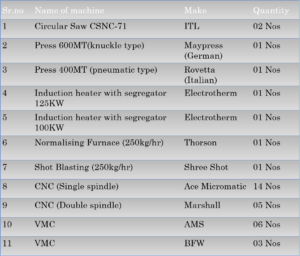 Sr.no Name of machine Make Quantity
1 Circular Saw CSNC-71 ITL 02 Nos
2 Press 600MT(knuckle type) Maypress 01 Nos
(German)
3 Press 400MT (pneumatic type) Rovetta 01 Nos
(Italian)
4 Induction heater with segregator Electrotherm 01 Nos
125KW
5 Induction heater with segregator Electrotherm 01 Nos
100KW
6 Normalising Furnace (250kg/hr) Thorson 01 Nos
7 Shot Blasting (250kg/hr) Shree Shot 01 Nos
8 CNC (Single spindle) Ace Micromatic 14 Nos
9 CNC (Double spindle) Marshall 05 Nos
10 VMC AMS 06 Nos
11 VMC BFW 03 Nos